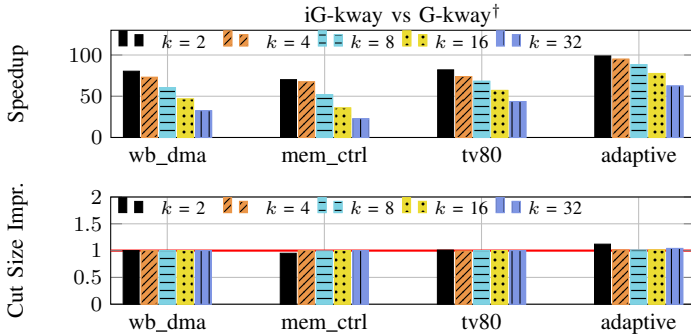 iG-kway vs G-kway†
Speedup
100
50
0
k = 2 k = 4 k = 8 k = 16 k = 32
wb_dma mem_ctrl tv80 adaptive
Cut Size Impr.
2
1.5
1
0.5
0
k = 2 k = 4 k = 8 k = 16 k = 32
wb_dma mem_ctrl tv80 adaptive